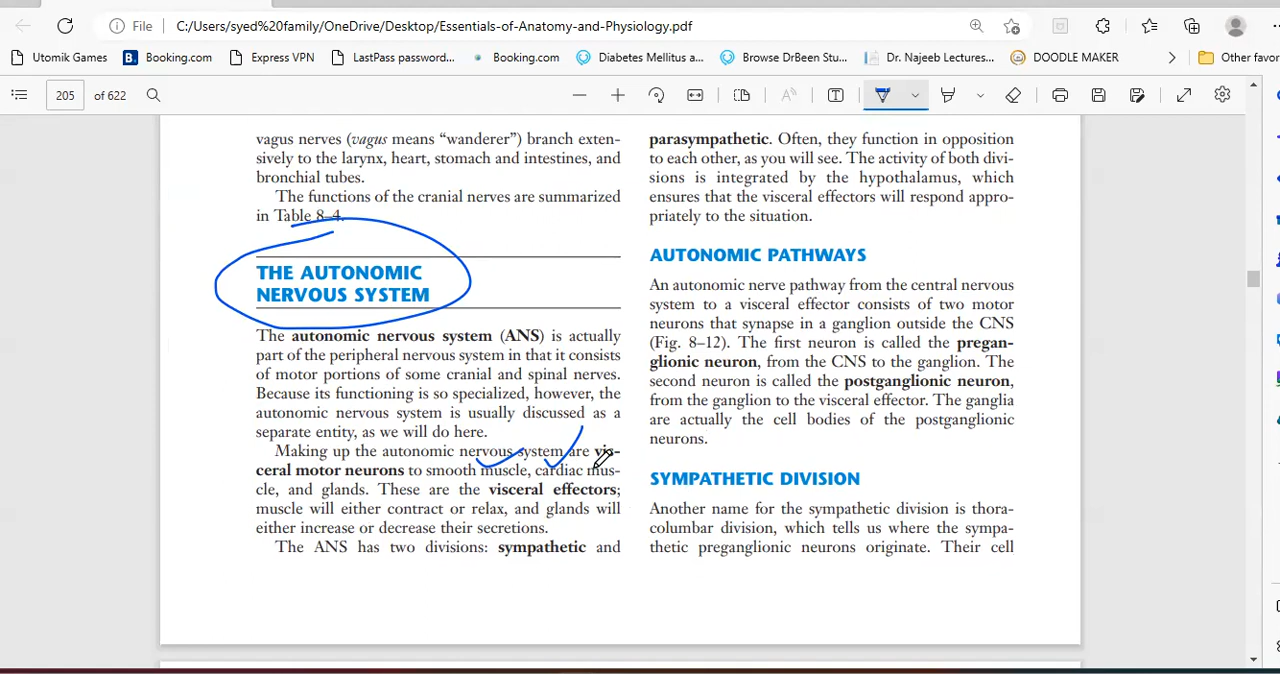 File
C:/Users/syed%20family/OneDrive/Desktop/Essentials-of-Anatomy-and-Physiology.pdf
Utomik Games
B.
Booking.com
Express VPN
LastPass password...
Booking.com
Diabetes Mellitus a...
Browse DrBeen Stu...
Dr. Najeeb Lectures...
DOODLE MAKER
Other favor
205
of 622
vagus nerves (vagus means “wanderer”) branch exten-
sively to the larynx, heart, stomach and intestines, and
bronchial tubes.
The functions of the cranial nerves are summarized
in Table 8–4.
THE AUTONOMIC
NERVOUS SYSTEM
The autonomic nervous system (ANS) is actually
part of the peripheral nervous system in that it consists
of motor portions of some cranial and spinal nerves.
Because its functioning is so specialized, however, the
autonomic nervous system is usually discussed as a
separate entity, as we will do here.
Making up the autonomic nervous system are vis-
ceral motor neurons to smooth muscle, cardiac mus-
cle, and glands. These are the visceral effectors;
muscle will either contract or relax, and glands will
either increase or decrease their secretions.
The ANS has two divisions: sympathetic and
parasympathetic. Often, they function in opposition
to each other, as you will see. The activity of both divi-
sions is integrated by the hypothalamus, which
ensures that the visceral effectors will respond appro-
priately to the situation.
AUTONOMIC PATHWAYS
An autonomic nerve pathway from the central nervous
system to a visceral effector consists of two motor
neurons that synapse in a ganglion outside the CNS
(Fig. 8–12). The first neuron is called the pregan-
glionic neuron, from the CNS to the ganglion. The
second neuron is called the postganglionic neuron,
from the ganglion to the visceral effector. The ganglia
are actually the cell bodies of the postganglionic
neurons.
SYMPATHETIC DIVISION
Another name for the sympathetic division is thora-
columbar division, which tells us where the sympa-
thetic preganglionic neurons originate. Their cell